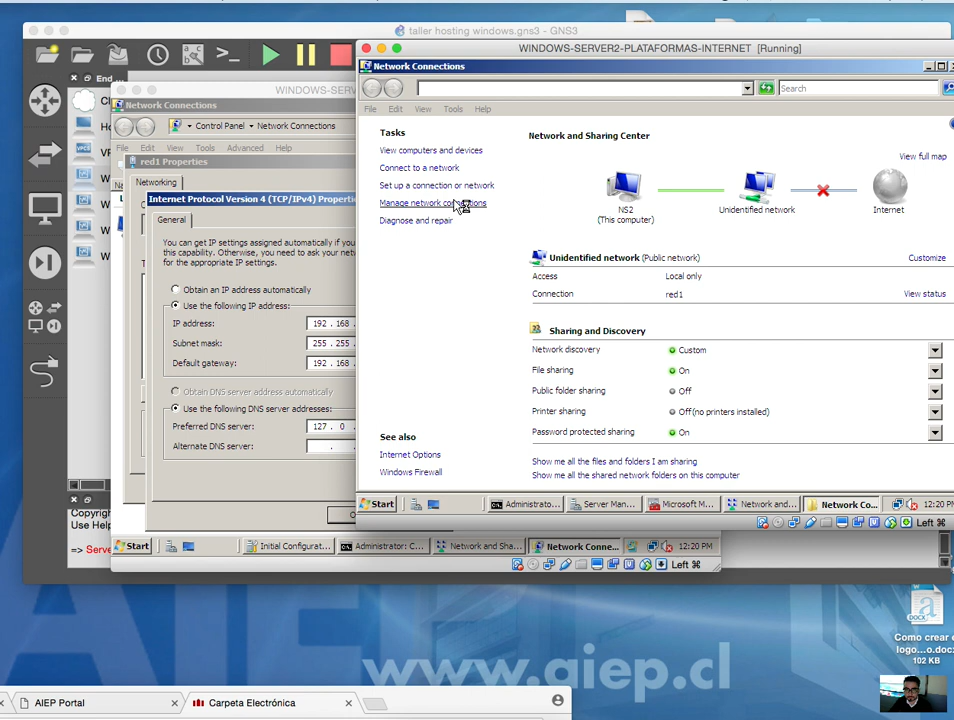 taller hosting windows.gns3 - GNS3
End
WINDOWS-SERVER2-PLATAFORMAS-INTERNET [Running]
Network Connections
Search
File Edit View Tools Help
Tasks
View computers and devices
Connect to a network
Set up a connection or network
Manage network connections
Diagnose and repair
See also
Internet Options
Windows Firewall
Network and Sharing Center
View full map
NS2
(This computer)
Unidentified network
Internet
Unidentified network (Public network)
Customize
Access Local only
Connection red1 View status
Sharing and Discovery
Network discovery Custom
File sharing On
Public folder sharing Off
Printer sharing Off (no printers installed)
Password protected sharing On
Show me all the files and folders I am sharing
Show me all the shared network folders on this computer
Start Administrato... Server Man... Microsoft M... Network and... Network Co... 12:20 PM
Left ⌘
WINDOWS-SERV
Network Connections
Control Panel Network Connections
File Edit View Tools Advanced Help
red1 Properties
Networking
Internet Protocol Version 4 (TCP/IPv4) Properti
General
You can get IP settings assigned automatically if you
this capability. Otherwise, you need to ask your netw
for the appropriate IP settings.
Obtain an IP address automatically
Use the following IP address:
IP address: 192 . 168 .
Subnet mask: 255 . 255 .
Default gateway: 192 . 168 .
Obtain DNS server address automatically
Use the following DNS server addresses:
Preferred DNS server: 127 . 0 .
Alternate DNS server: . .
Start Initial Configurat... Administrator: C... Network and Sha... Network Conne... 12:20 PM
Left ⌘
Copyrig
Use Help
=> Serve
AIEP
www.aiep.cl
DOCX
Como crear e
logo...o.docx
102 KB
AIEP Portal
Carpeta Electrónica